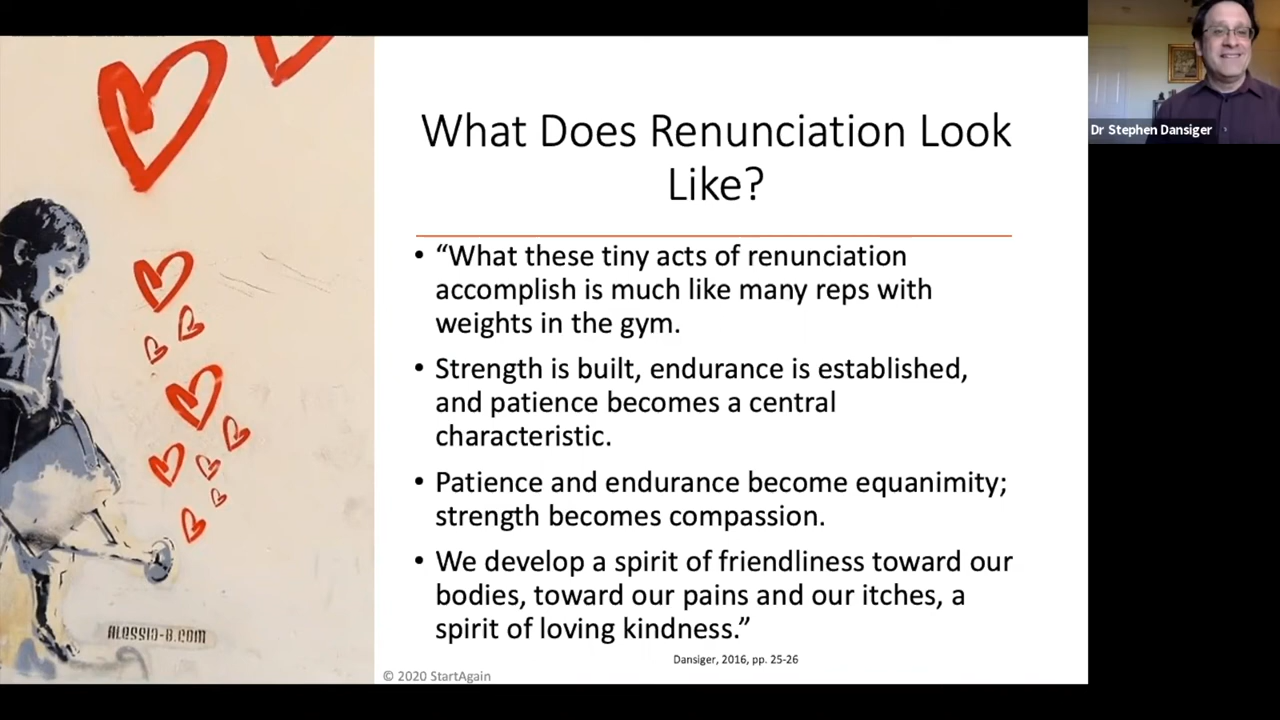 What Does Renunciation Look
Like?
• “What these tiny acts of renunciation
accomplish is much like many reps with
weights in the gym.
• Strength is built, endurance is established,
and patience becomes a central
characteristic.
• Patience and endurance become equanimity;
strength becomes compassion.
• We develop a spirit of friendliness toward our
bodies, toward our pains and our itches, a
spirit of loving kindness.”
Dansiger, 2016, pp. 25-26
© 2020 StartAgain
ALESSIO-B.COM
Dr Stephen Dansiger